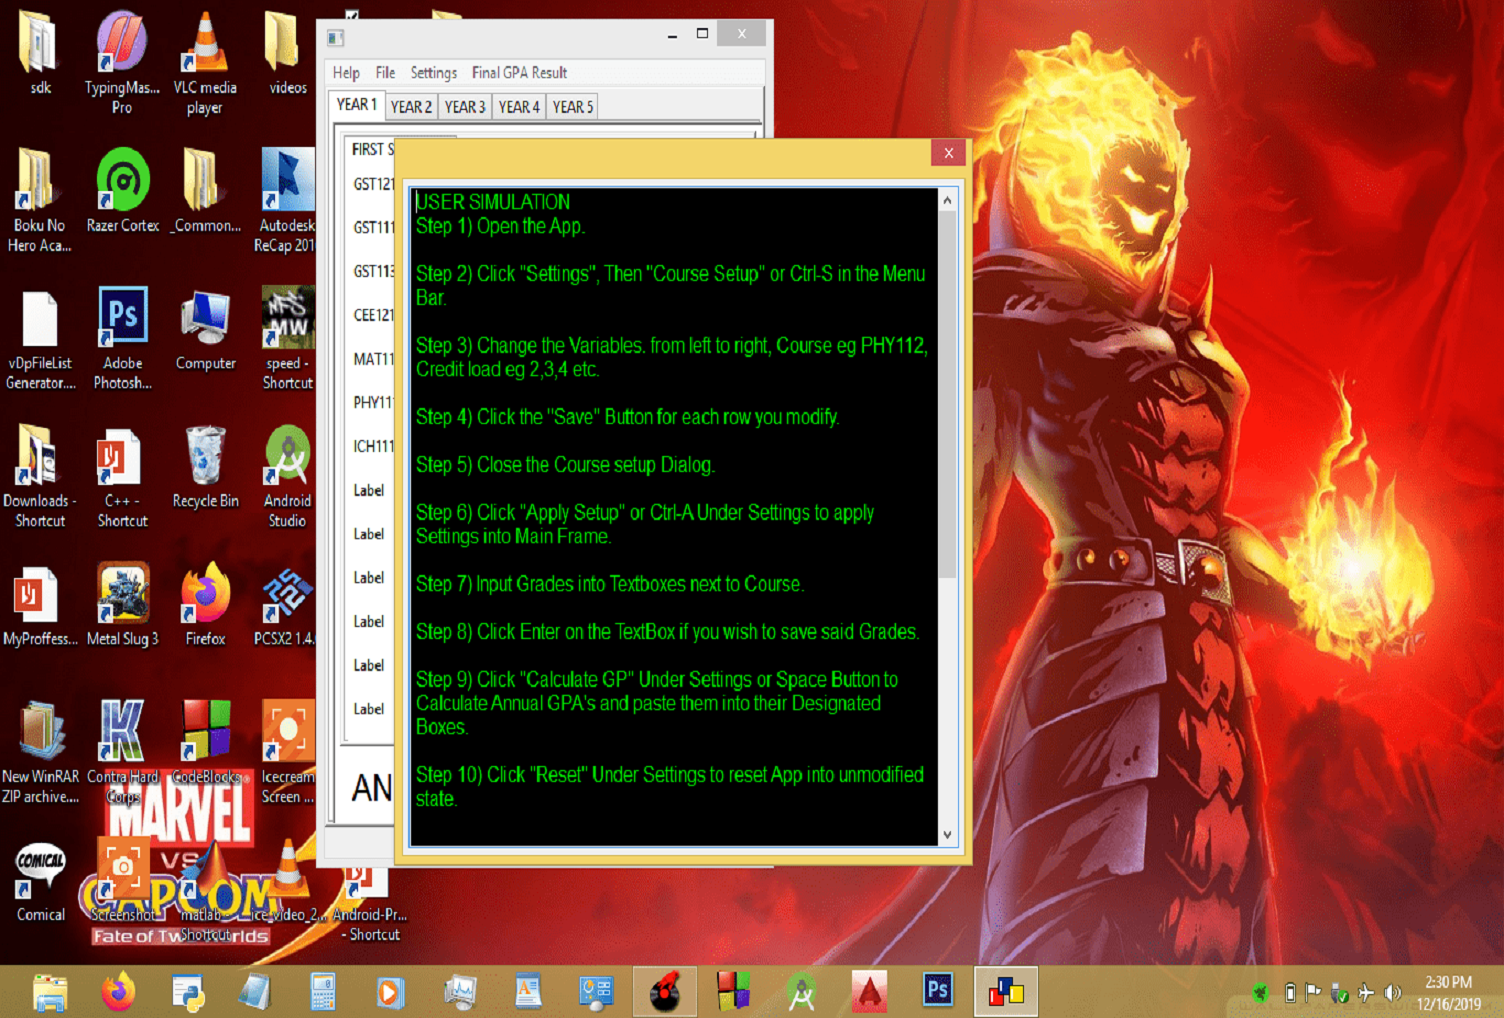 sdk
TypingMas...
Pro
VLC media
player
videos
Boku No
Hero Aca...
Razer Cortex
_Common...
Autodesk
ReCap 201
vDpFileList
Generator....
Ps
Adobe
Photosh...
Computer
MW
speed -
Shortcut
Downloads -
Shortcut
C++ -
Shortcut
Recycle Bin
Android
Studio
MyProffess...
Metal Slug 3
Firefox
PCSX2 1.4.
New WinRAR
ZIP archive....
Contra Hard
Corps
CodeBlocks
Icecream
Screen ...
MARVEL
VS
CAPCOM
Fate of Two Worlds
COMICAL
Comical
Screenshot
matlab -
Shortcut
ice_video_2...
Android-Pr...
- Shortcut
Help File Settings Final GPA Result
YEAR 1 YEAR 2 YEAR 3 YEAR 4 YEAR 5
FIRST S
GST121
GST111
GST113
CEE121
MAT11
PHY11
ICH111
Label
Label
Label
Label
Label
Label
AN
USER SIMULATION
Step 1) Open the App.
Step 2) Click "Settings", Then "Course Setup" or Ctrl-S in the Menu
Bar.
Step 3) Change the Variables. from left to right, Course eg PHY112,
Credit load eg 2,3,4 etc.
Step 4) Click the "Save" Button for each row you modify.
Step 5) Close the Course setup Dialog.
Step 6) Click "Apply Setup" or Ctrl-A Under Settings to apply
Settings into Main Frame.
Step 7) Input Grades into Textboxes next to Course.
Step 8) Click Enter on the TextBox if you wish to save said Grades.
Step 9) Click "Calculate GP" Under Settings or Space Button to
Calculate Annual GPA's and paste them into their Designated
Boxes.
Step 10) Click "Reset" Under Settings to reset App into unmodified
state.
Ps
2:30 PM
12/16/2019